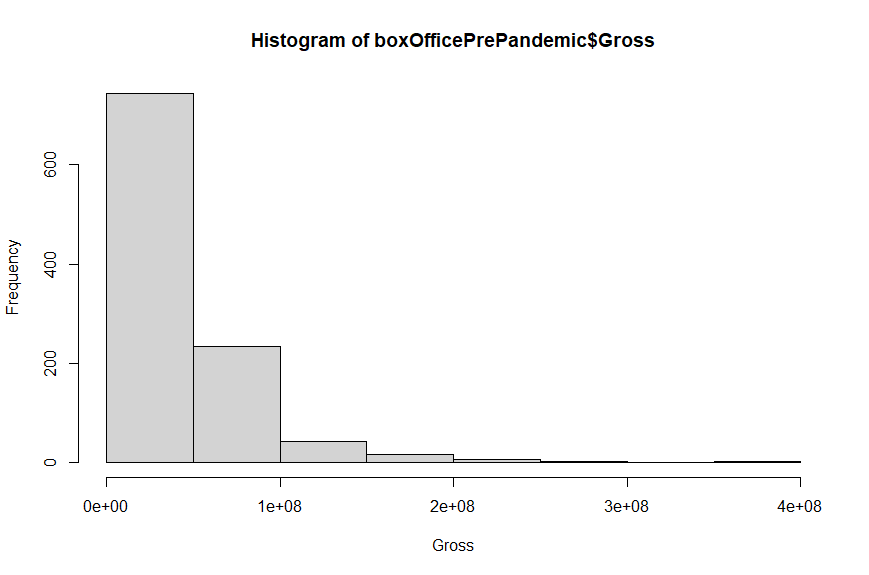 Histogram of boxOfficePrePandemic$Gross
Frequency
600
400
200
0
0e+00 1e+08 2e+08 3e+08 4e+08
Gross